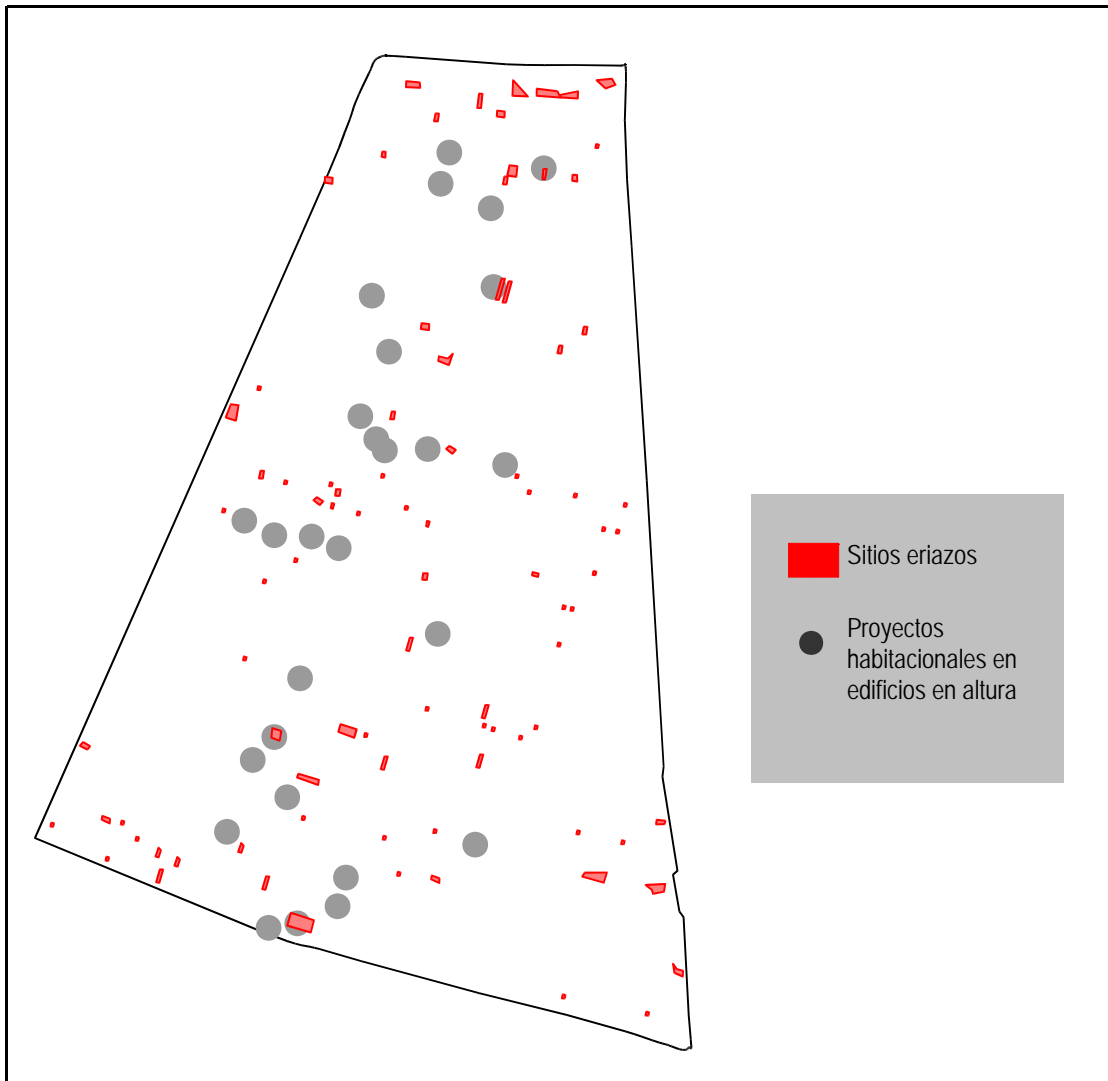 Sitios eriazos
Proyectos
habitacionales en
edificios en altura